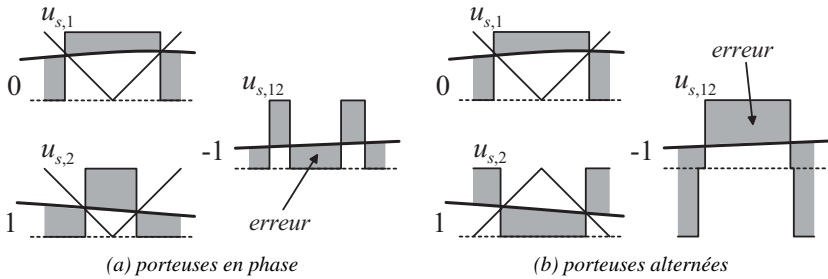 u_{s,1}
0
u_{s,2}
1
u_{s,12}
-1
erreur
(a) porteuses en phase
u_{s,1}
0
u_{s,2}
1
erreur
u_{s,12}
-1
(b) porteuses alternées